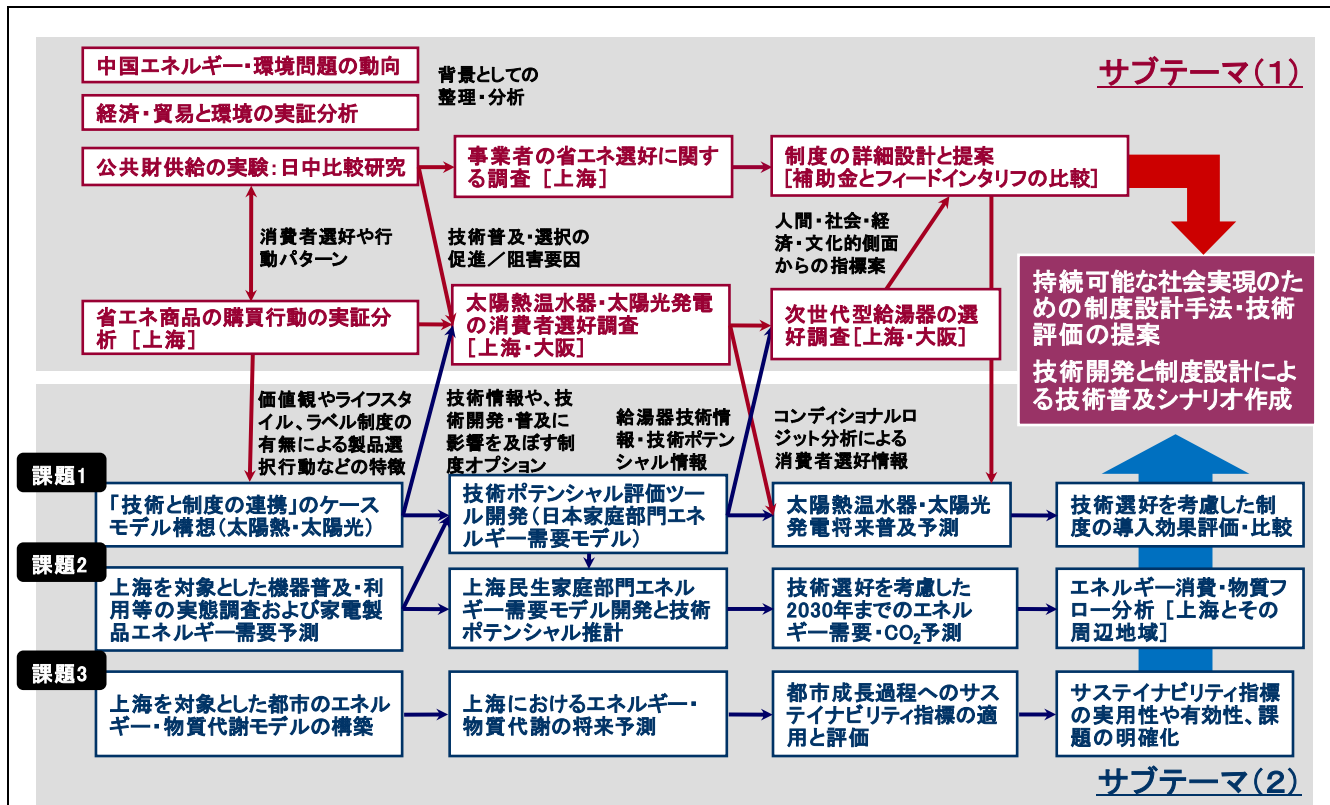 サブテーマ(1)
中国エネルギー・環境問題の動向
経済・貿易と環境の実証分析
背景としての
整理・分析
公共財供給の実験:日中比較研究
事業者の省エネ選好に関す
る調査 [上海]
制度の詳細設計と提案
[補助金とフィードインタリフの比較]
消費者選好や行
動パターン
技術普及・選択の
促進/阻害要因
人間・社会・経
済・文化的側面
からの指標案
省エネ商品の購買行動の実証分
析 [上海]
太陽熱温水器・太陽光発電
の消費者選好調査
[上海・大阪]
次世代型給湯器の選
好調査[上海・大阪]
持続可能な社会実現のた
めの制度設計手法・技術
評価の提案
技術開発と制度設計によ
る技術普及シナリオ作成
価値観やライフスタ
イル、ラベル制度の
有無による製品選
択行動などの特徴
技術情報や、技
術開発・普及に
影響を及ぼす制
度オプション
給湯器技術情
報・技術ポテン
シャル情報
コンディショナルロ
ジット分析による
消費者選好情報
課題1
「技術と制度の連携」のケース
モデル構想(太陽熱・太陽光)
技術ポテンシャル評価ツー
ル開発(日本家庭部門エネ
ルギー需要モデル)
太陽熱温水器・太陽光
発電将来普及予測
技術選好を考慮した制
度の導入効果評価・比較
課題2
上海を対象とした機器普及・利
用等の実態調査および家電製
品エネルギー需要予測
上海民生家庭部門エネル
ギー需要モデル開発と技術
ポテンシャル推計
技術選好を考慮した
2030年までのエネル
ギー需要・CO₂予測
エネルギー消費・物質フ
ロー分析 [上海とその
周辺地域]
課題3
上海を対象とした都市のエネル
ギー・物質代謝モデルの構築
上海におけるエネルギー・
物質代謝の将来予測
都市成長過程へのサス
テイナビリティ指標の適
用と評価
サステイナビリティ指標
の実用性や有効性、課
題の明確化
サブテーマ(2)